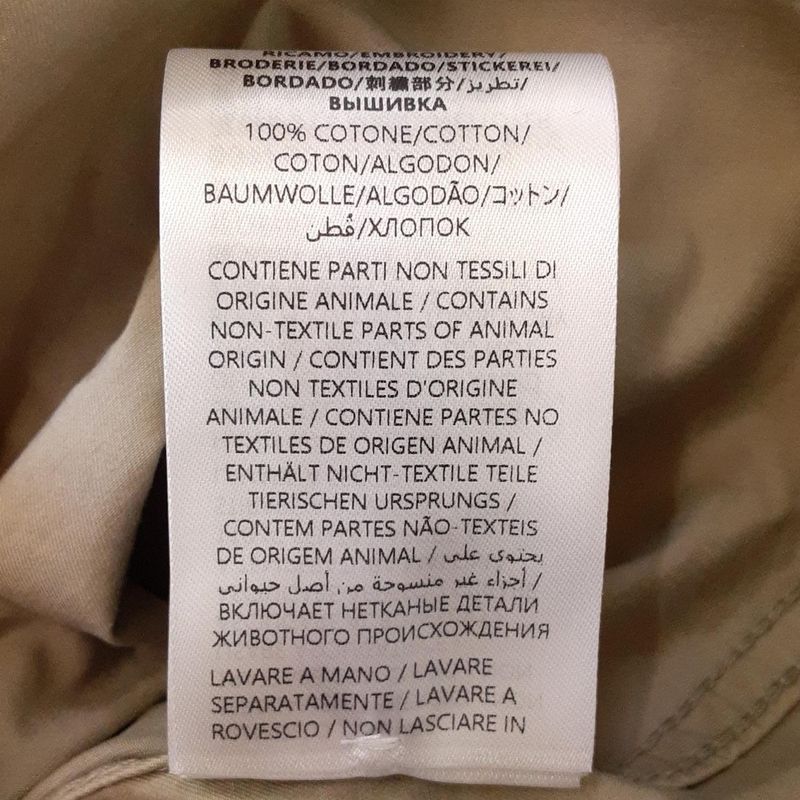 RICAMO/EMBROIDERY/
BRODERIE/BORDADO/STICKEREI/
BORDADO/刺繍部分/تطريز/
ВЫШИВКА
100% COTONE/COTTON/
COTON/ALGODON/
BAUMWOLLE/ALGODÃO/コットン/
قُطن/ХЛОПОК
CONTIENE PARTI NON TESSILI DI
ORIGINE ANIMALE / CONTAINS
NON-TEXTILE PARTS OF ANIMAL
ORIGIN / CONTIENT DES PARTIES
NON TEXTILES D'ORIGINE
ANIMALE / CONTIENE PARTES NO
TEXTILES DE ORIGEN ANIMAL /
ENTHÄLT NICHT-TEXTILE TEILE
TIERISCHEN URSPRUNGS /
CONTEM PARTES NÃO-TEXTEIS
DE ORIGEM ANIMAL / يحتوي على
أجزاء غير منسوجة من أصل حيواني /
ВКЛЮЧАЕТ НЕТКАНЫЕ ДЕТАЛИ
ЖИВОТНОГО ПРОИСХОЖДЕНИЯ
LAVARE A MANO / LAVARE
SEPARATAMENTE / LAVARE A
ROVESCIO / NON LASCIARE IN